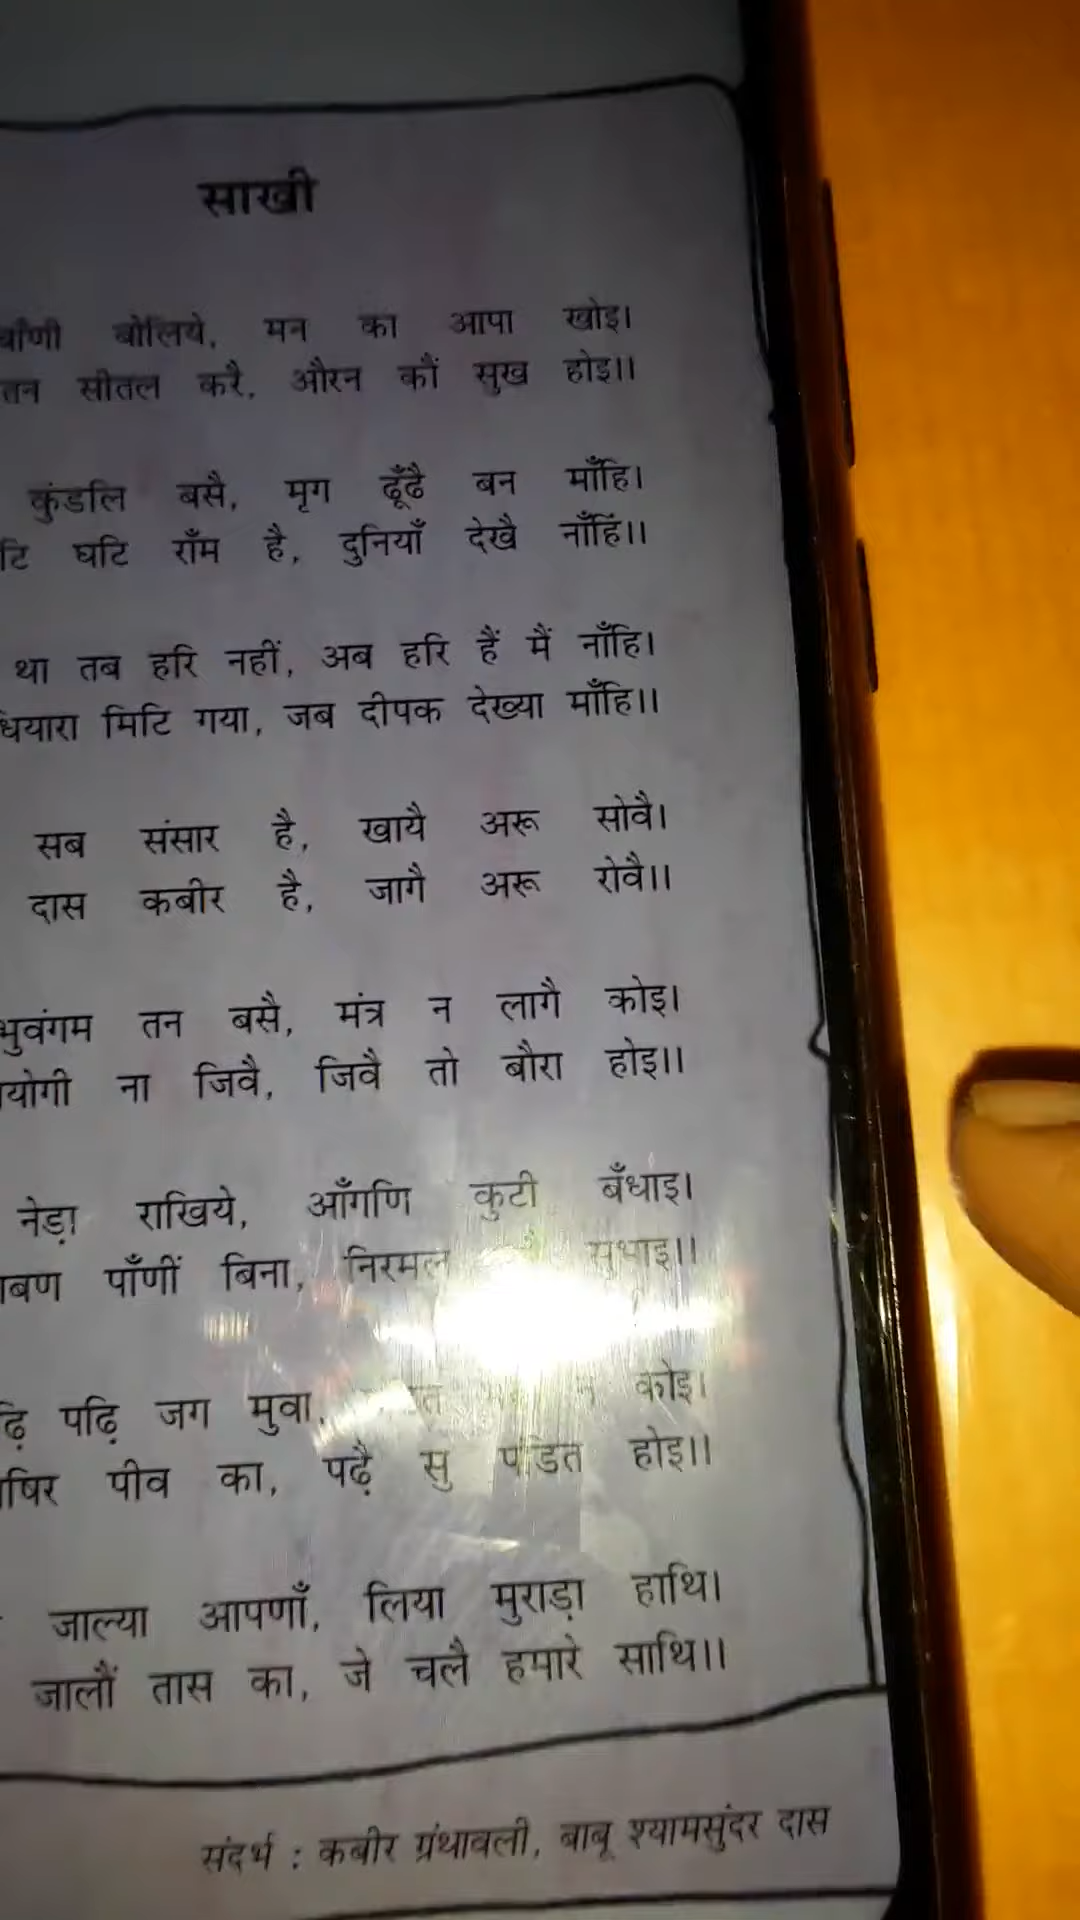 साखी
बाँणी बोलिये, मन का आपा खोइ।
तन सीतल करै, औरन कौं सुख होइ।।
कुंडलि बसै, मृग ढूँढै बन माँहि।
टि घटि राँम है, दुनियाँ देखै नाँहिं।।
था तब हरि नहीं, अब हरि हैं मैं नाँहि।
धियारा मिटि गया, जब दीपक देख्या माँहि।।
सब संसार है, खायै अरू सोवै।
दास कबीर है, जागै अरू रोवै।।
भुवंगम तन बसै, मंत्र न लागै कोइ।
योगी ना जिवै, जिवै तो बौरा होइ।।
नेड़ा राखिये, आँगणि कुटी बँधाइ।
बण पाँणीं बिना, निरमल सुभाइ।।
ढ़ि पढ़ि जग मुवा, कोइ।
षिर पीव का, पढ़ै सु पंडित होइ।।
जाल्या आपणाँ, लिया मुराड़ा हाथि।
जालौं तास का, जे चलै हमारे साथि।।
संदर्भ : कबीर ग्रंथावली, बाबू श्यामसुंदर दास